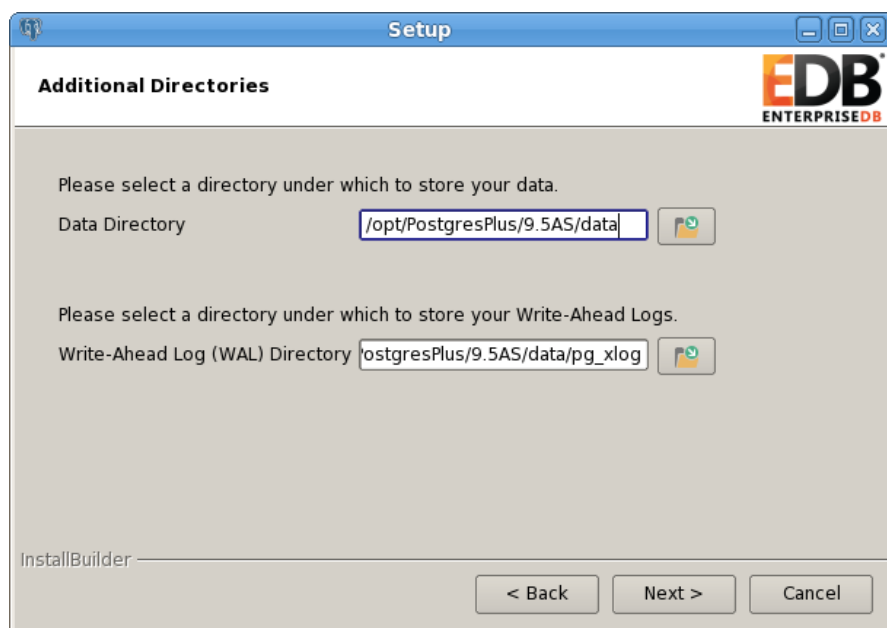 Setup
Additional Directories
EDB
ENTERPRISEDB
Please select a directory under which to store your data.
Data Directory /opt/PostgresPlus/9.5AS/data
Please select a directory under which to store your Write-Ahead Logs.
Write-Ahead Log (WAL) Directory ostgresPlus/9.5AS/data/pg_xlog
InstallBuilder
< Back Next > Cancel